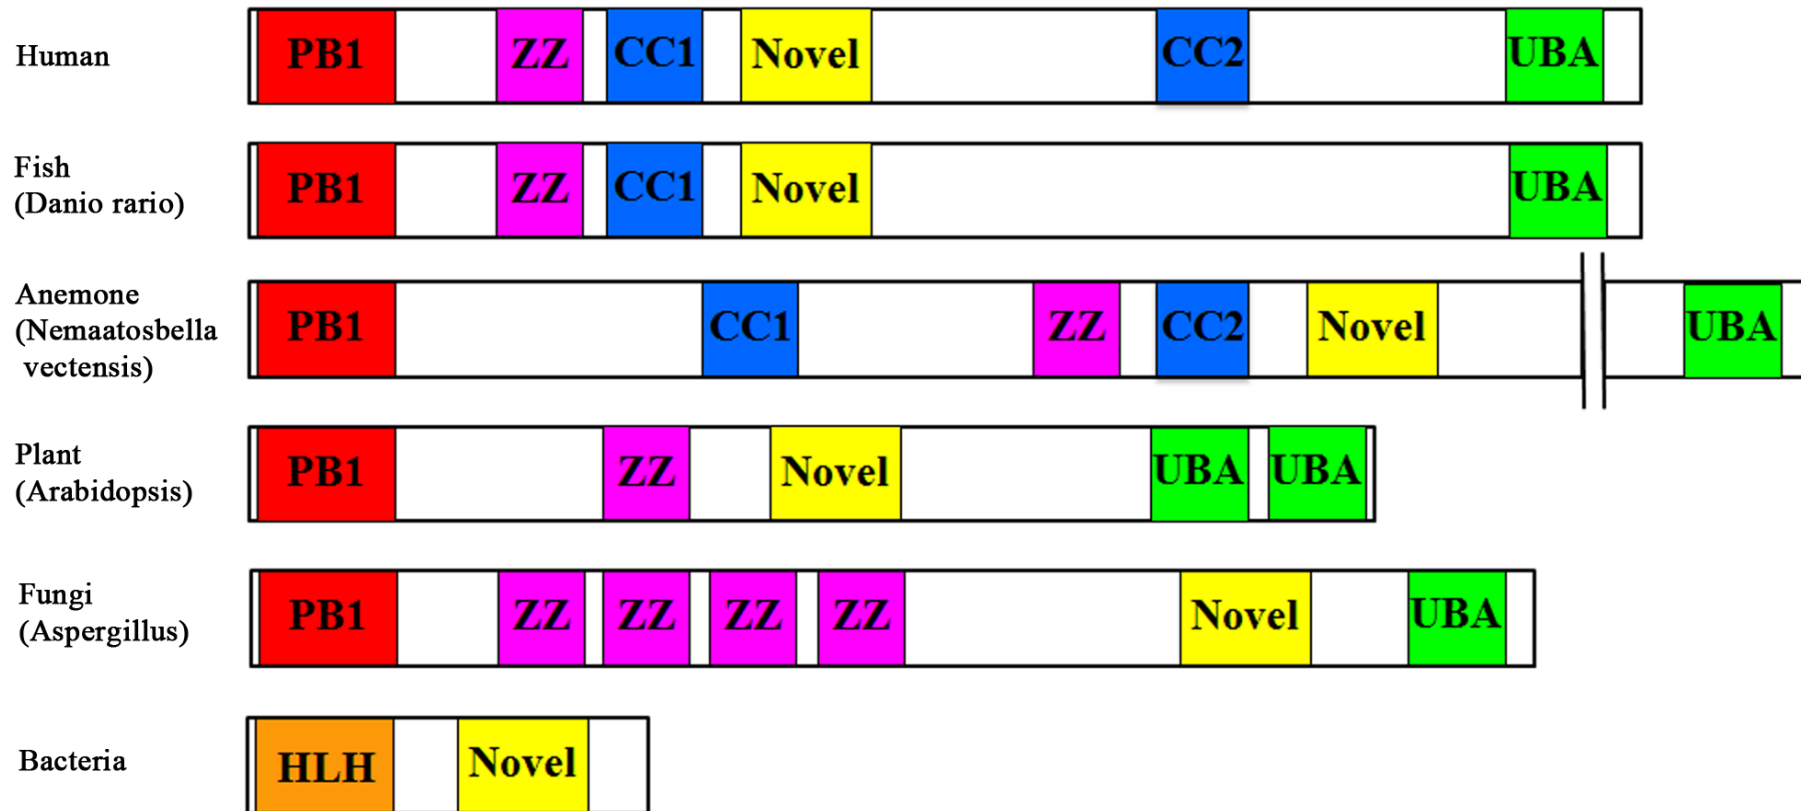 Human PB1 ZZ CC1 Novel CC2 UBA
Fish
(Danio rario) PB1 ZZ CC1 Novel UBA
Anemone
(Nemaatosbella PB1 CC1 ZZ CC2 Novel UBA
vectensis)
Plant
(Arabidopsis) PB1 ZZ Novel UBA UBA
Fungi
(Aspergillus) PB1 ZZ ZZ ZZ ZZ Novel UBA
Bacteria HLH Novel